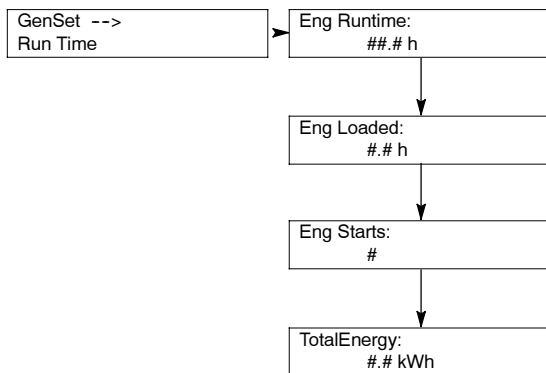 GenSet -->
Run Time
Eng Runtime:
##.# h
Eng Loaded:
#.# h
Eng Starts:
#
TotalEnergy:
#.# kWh